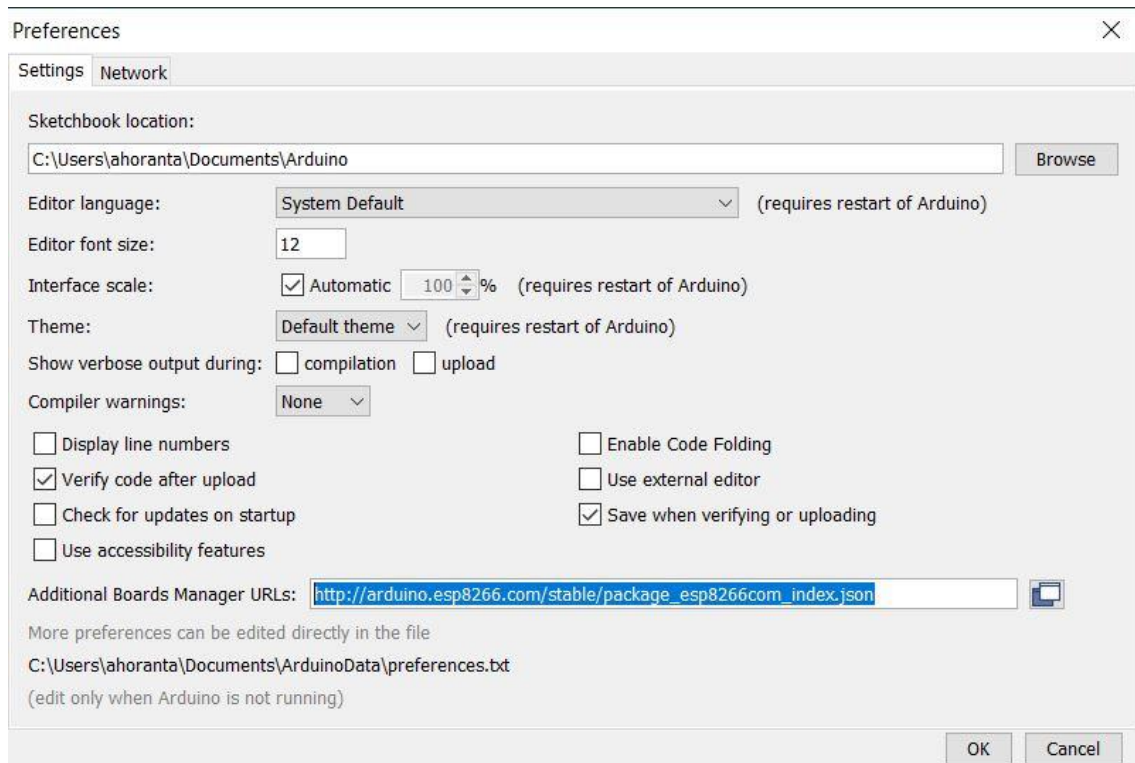 Preferences
Settings Network
Sketchbook location:
C:\Users\ahoranta\Documents\Arduino Browse
Editor language: System Default (requires restart of Arduino)
Editor font size: 12
Interface scale: Automatic 100 % (requires restart of Arduino)
Theme: Default theme (requires restart of Arduino)
Show verbose output during: compilation upload
Compiler warnings: None
Display line numbers Enable Code Folding
Verify code after upload Use external editor
Check for updates on startup Save when verifying or uploading
Use accessibility features
Additional Boards Manager URLs: http://arduino.esp8266.com/stable/package_esp8266com_index.json
More preferences can be edited directly in the file
C:\Users\ahoranta\Documents\ArduinoData\preferences.txt
(edit only when Arduino is not running)
OK Cancel